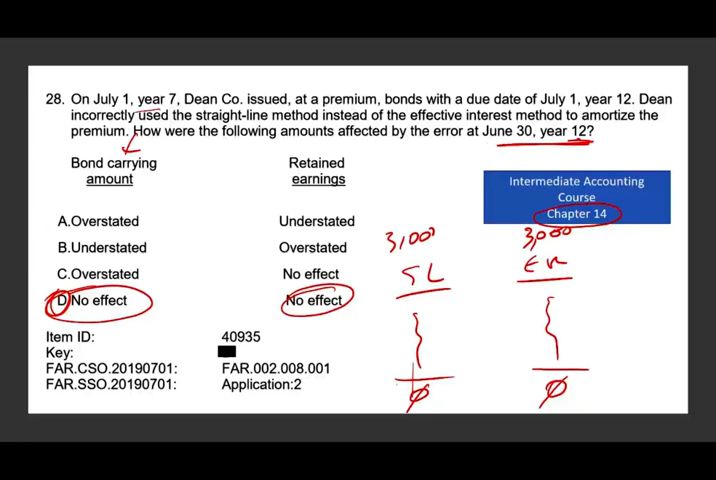 28. On July 1, year 7, Dean Co. issued, at a premium, bonds with a due date of July 1, year 12. Dean
incorrectly used the straight-line method instead of the effective interest method to amortize the
premium. How were the following amounts affected by the error at June 30, year 12?
Bond carrying Retained
amount earnings
Intermediate Accounting
Course
Chapter 14
A.Overstated Understated
3,000 3,000
B.Understated Overstated
SL
C.Overstated No effect
D.No effect No effect
Item ID: 40935
Key:
FAR.CSO.20190701: FAR.002.008.001
FAR.SSO.20190701: Application:2
0 0